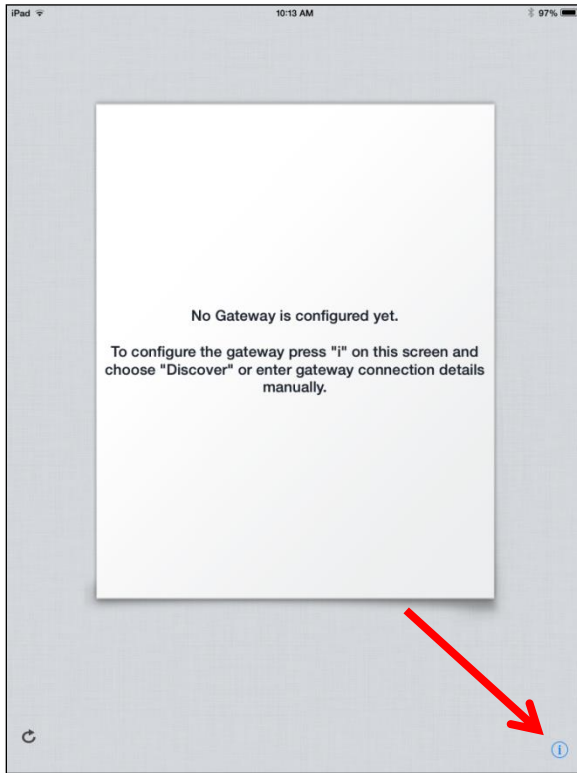 iPad 10:13 AM 97%
No Gateway is configured yet.
To configure the gateway press "i" on this screen and
choose "Discover" or enter gateway connection details
manually.
i